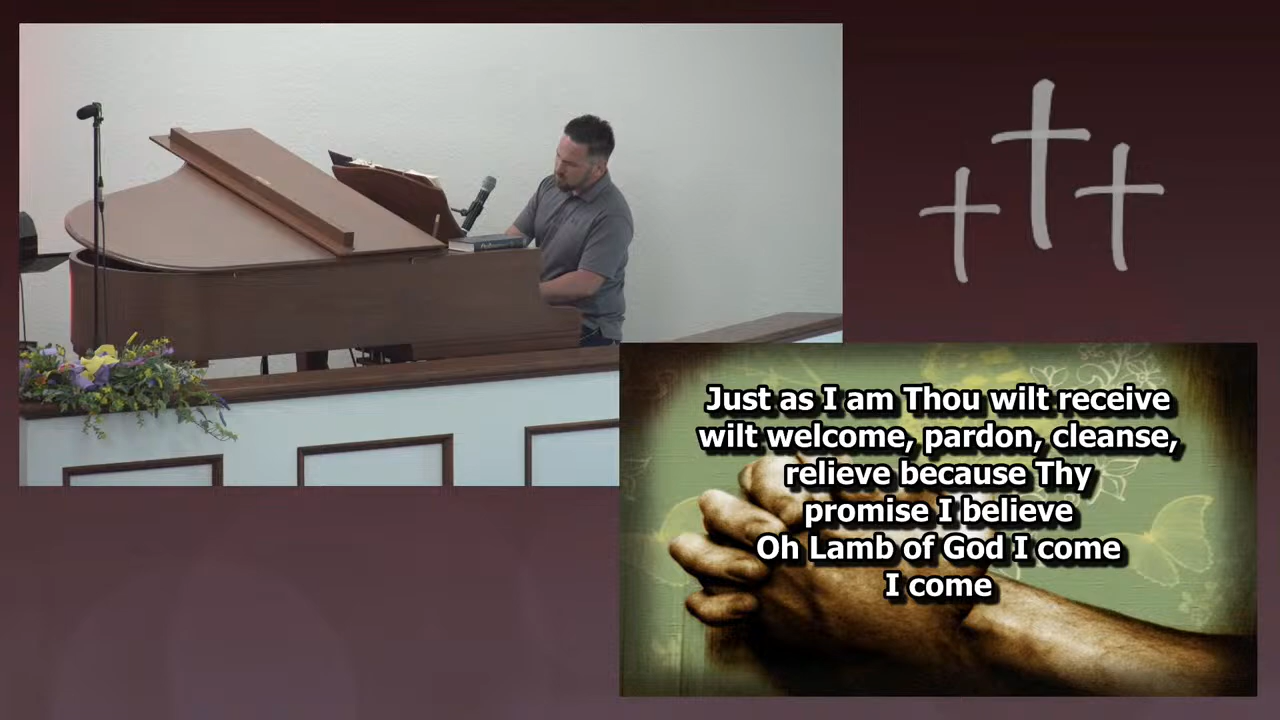 Just as I am Thou wilt receive
wilt welcome, pardon, cleanse,
relieve because Thy
promise I believe
Oh Lamb of God I come
I come